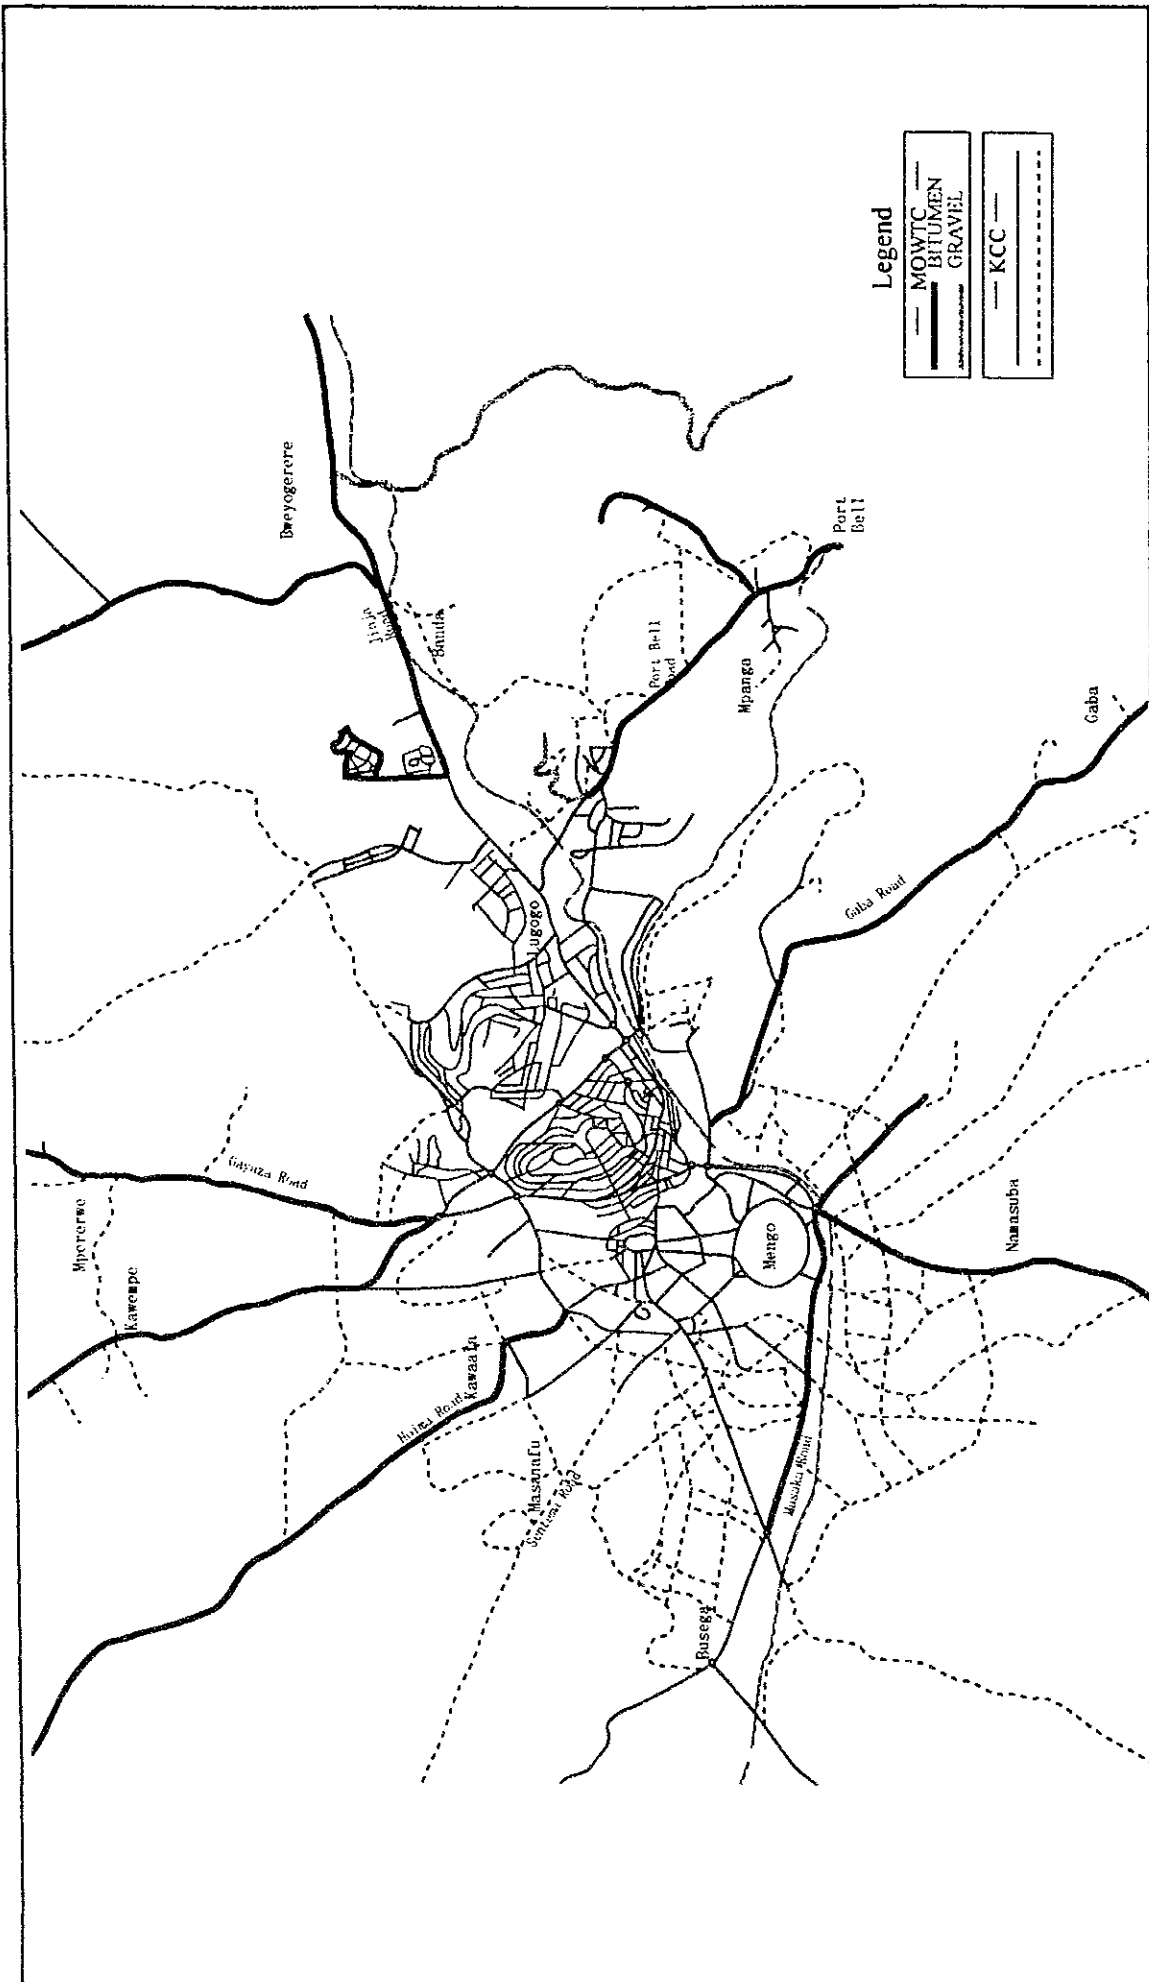 Legend
MOWTC
BITUMEN
GRAVEL
KCC
Bweyogerere
Jinja
Road
Banda
Port
Bell
Port Bell
Road
Mpanga
Gaba
Gaba Road
Lugogo
Gayaza Road
Mpererwe
Kawempe
Hoima Road
Kawaala
Masanafu
Sentema Road
Mengo
Namasuba
Masaka Road
Busega